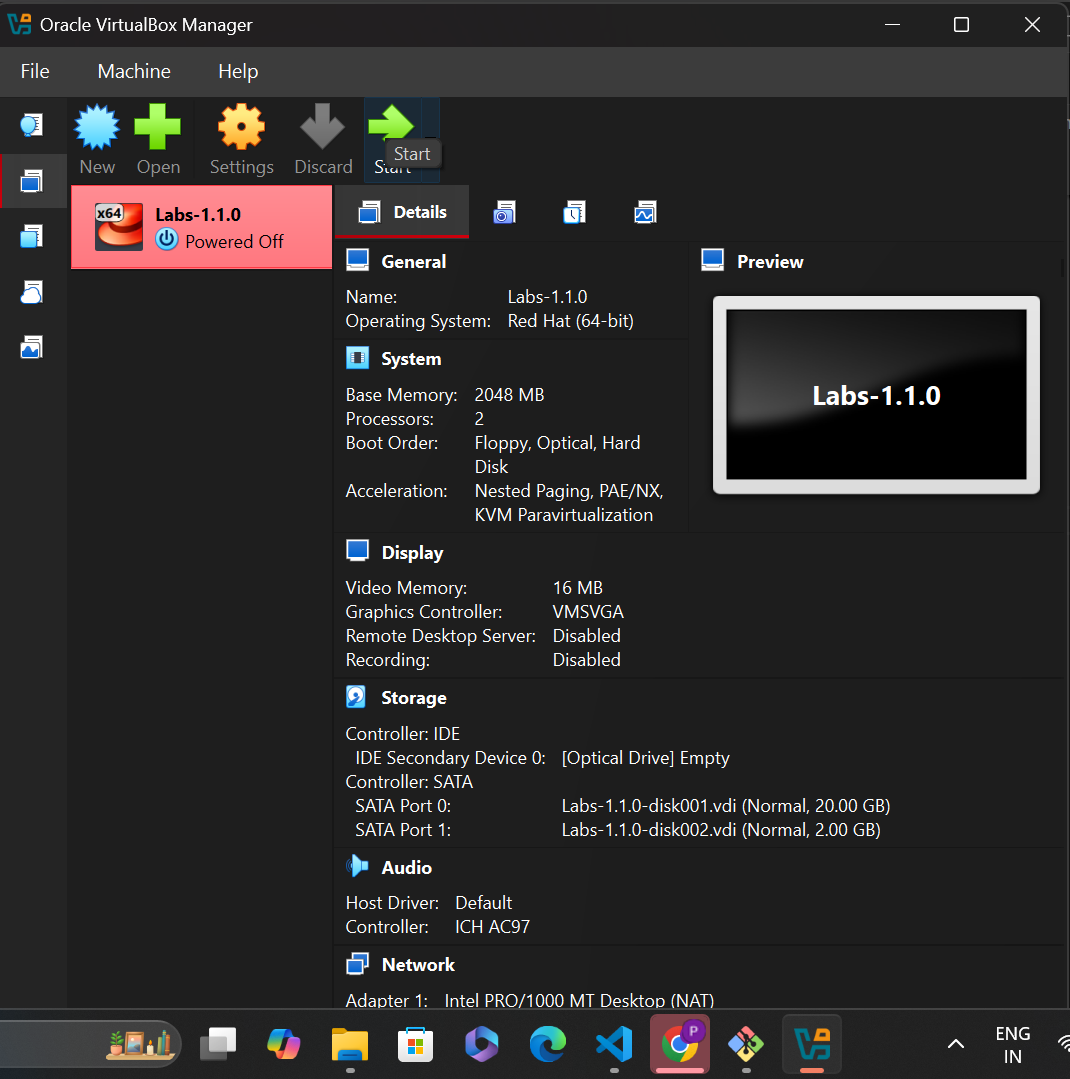 Oracle VirtualBox Manager
File Machine Help
New Open Settings Discard Start
Start
x64 Labs-1.1.0
Powered Off
Details
General
Name: Labs-1.1.0
Operating System: Red Hat (64-bit)
System
Base Memory: 2048 MB
Processors: 2
Boot Order: Floppy, Optical, Hard
Disk
Acceleration: Nested Paging, PAE/NX,
KVM Paravirtualization
Preview
Labs-1.1.0
Display
Video Memory: 16 MB
Graphics Controller: VMSVGA
Remote Desktop Server: Disabled
Recording: Disabled
Storage
Controller: IDE
IDE Secondary Device 0: [Optical Drive] Empty
Controller: SATA
SATA Port 0: Labs-1.1.0-disk001.vdi (Normal, 20.00 GB)
SATA Port 1: Labs-1.1.0-disk002.vdi (Normal, 2.00 GB)
Audio
Host Driver: Default
Controller: ICH AC97
Network
Adapter 1: Intel PRO/1000 MT Desktop (NAT)
P
ENG
IN